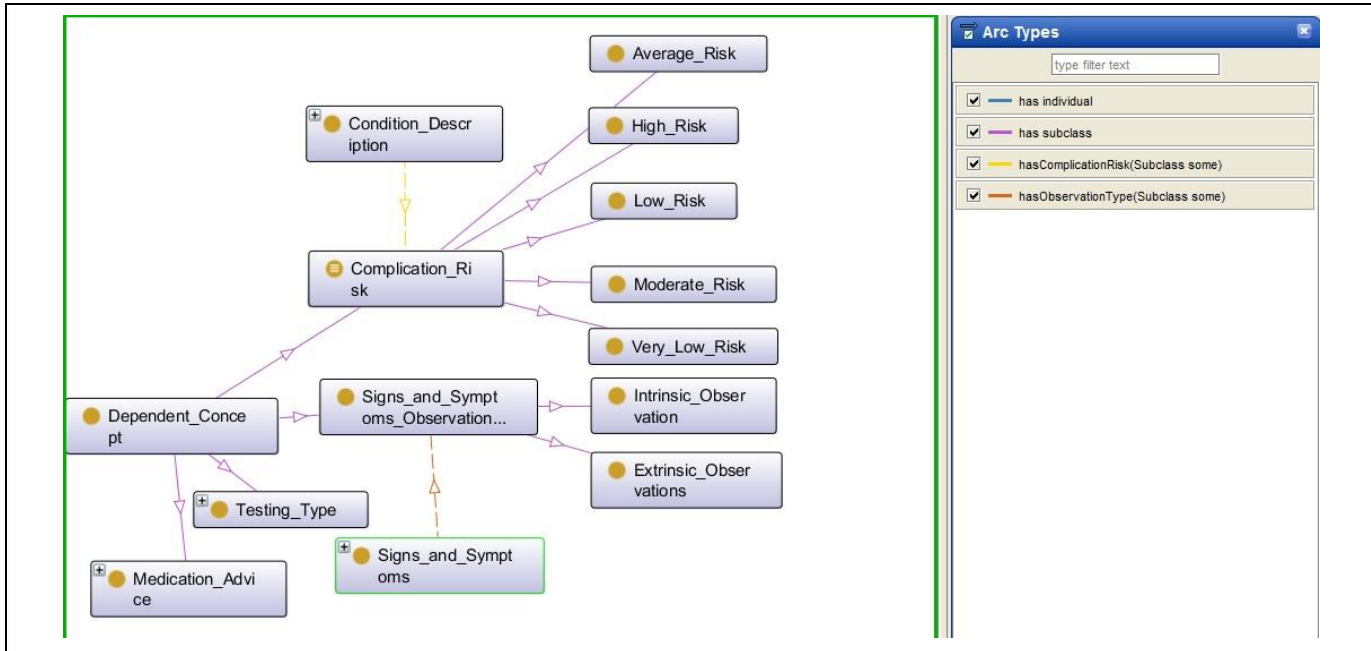 Average_Risk
Condition_Descr
iption
High_Risk
Low_Risk
Complication_Ri
sk
Moderate_Risk
Very_Low_Risk
Signs_and_Sympt
oms_Observation...
Intrinsic_Obser
vation
Dependent_Conce
pt
Extrinsic_Obser
vations
Testing_Type
Signs_and_Sympt
oms
Medication_Advi
ce
Arc Types
type filter text
has individual
has subclass
hasComplicationRisk(Subclass some)
hasObservationType(Subclass some)